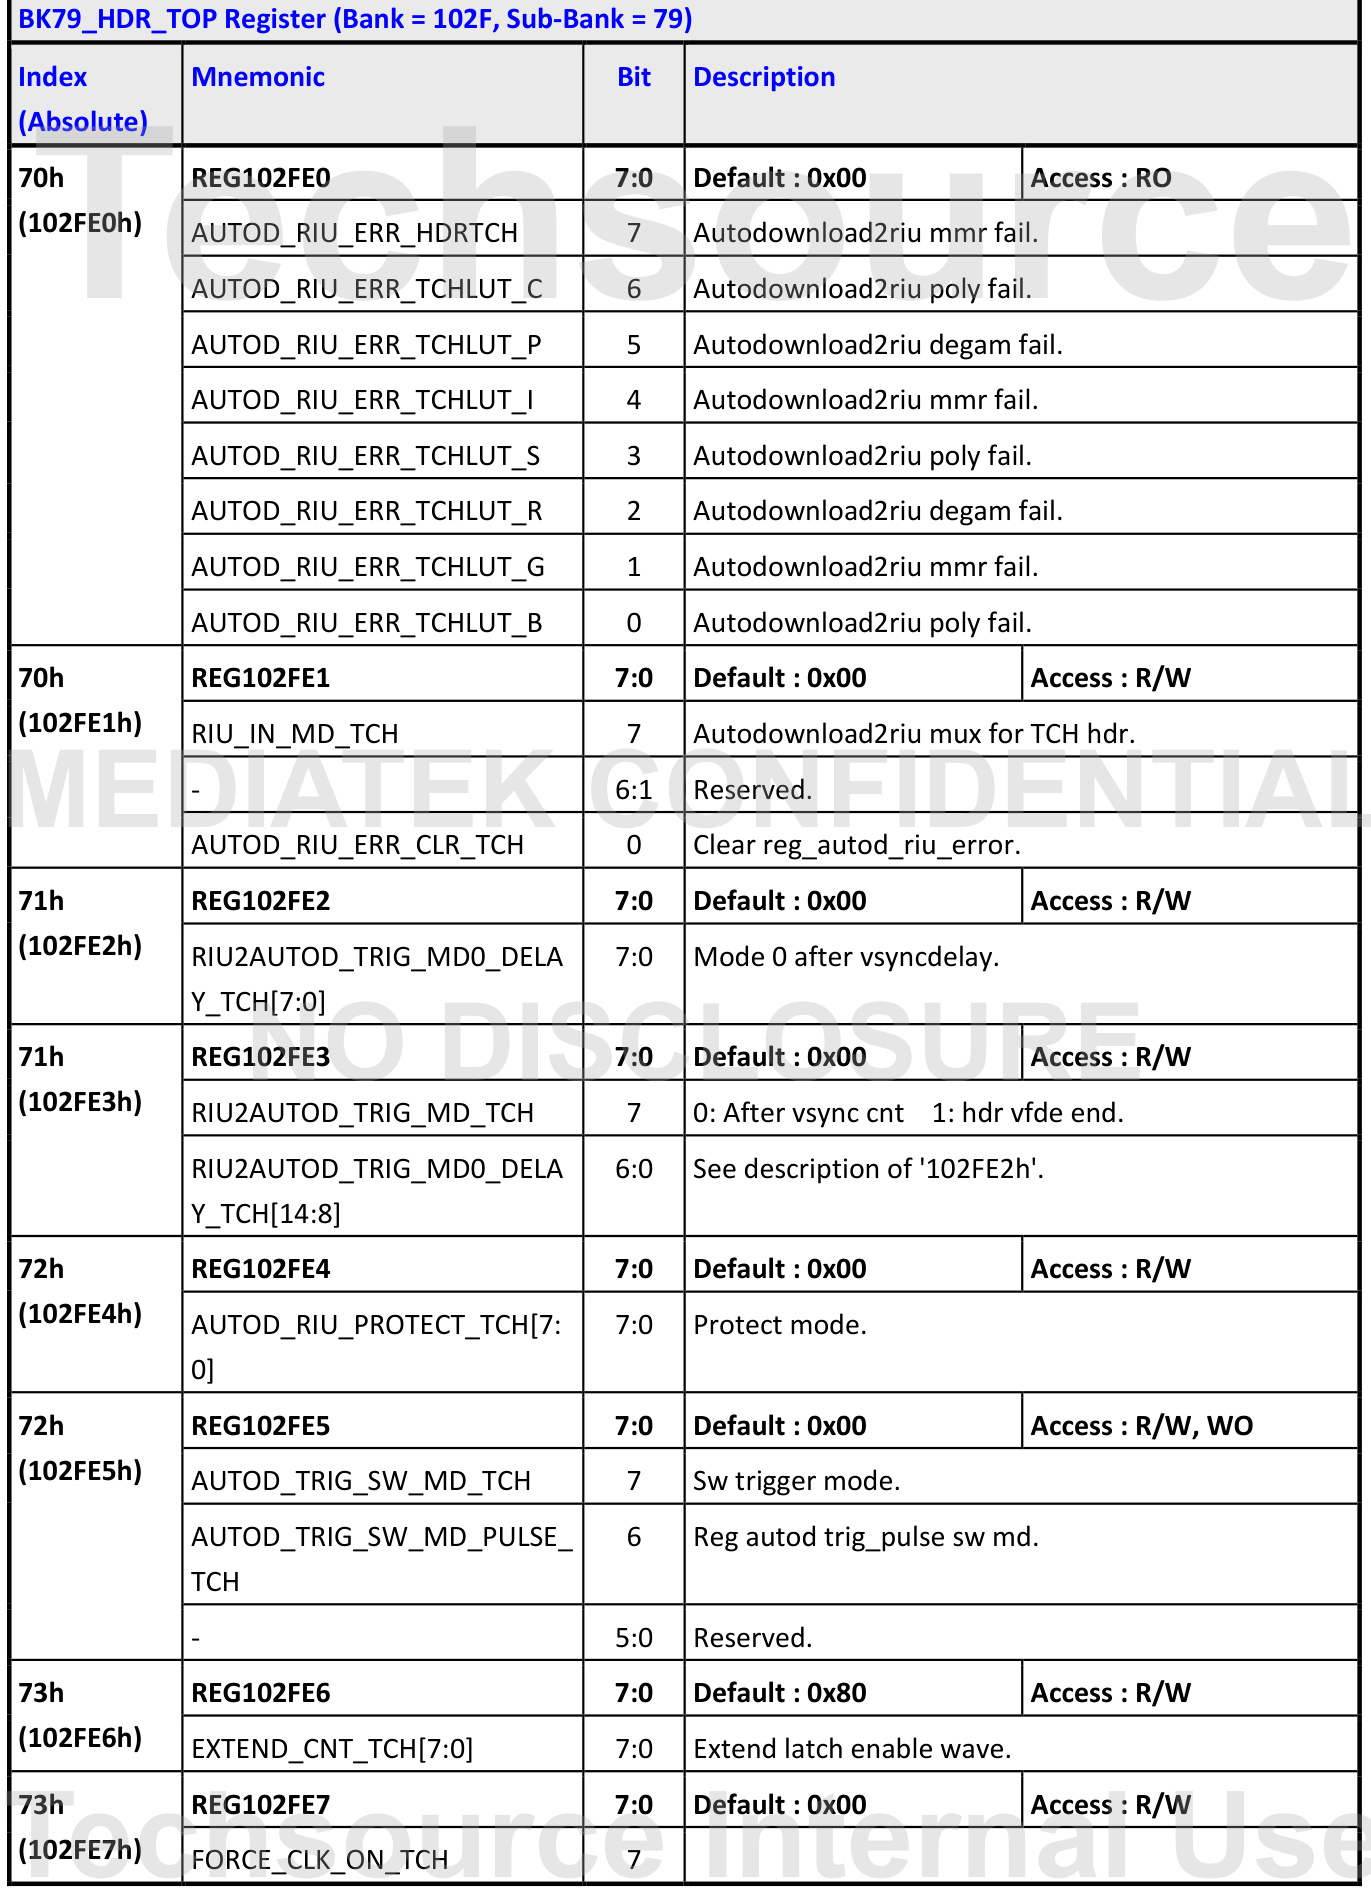 BK79_HDR_TOP Register (Bank = 102F, Sub-Bank = 79)
Index (Absolute) Mnemonic Bit Description
70h (102FE0h) REG102FE0 7:0 Default : 0x00 Access : RO
AUTOD_RIU_ERR_HDRTCH 7 Autodownload2riu mmr fail.
AUTOD_RIU_ERR_TCHLUT_C 6 Autodownload2riu poly fail.
AUTOD_RIU_ERR_TCHLUT_P 5 Autodownload2riu degam fail.
AUTOD_RIU_ERR_TCHLUT_I 4 Autodownload2riu mmr fail.
AUTOD_RIU_ERR_TCHLUT_S 3 Autodownload2riu poly fail.
AUTOD_RIU_ERR_TCHLUT_R 2 Autodownload2riu degam fail.
AUTOD_RIU_ERR_TCHLUT_G 1 Autodownload2riu mmr fail.
AUTOD_RIU_ERR_TCHLUT_B 0 Autodownload2riu poly fail.
70h (102FE1h) REG102FE1 7:0 Default : 0x00 Access : R/W
RIU_IN_MD_TCH 7 Autodownload2riu mux for TCH hdr.
- 6:1 Reserved.
AUTOD_RIU_ERR_CLR_TCH 0 Clear reg_autod_riu_error.
71h (102FE2h) REG102FE2 7:0 Default : 0x00 Access : R/W
RIU2AUTOD_TRIG_MD0_DELA 7:0 Mode 0 after vsyncdelay.
Y_TCH[7:0]
71h (102FE3h) REG102FE3 7:0 Default : 0x00 Access : R/W
RIU2AUTOD_TRIG_MD_TCH 7 0: After vsync cnt 1: hdr vfde end.
RIU2AUTOD_TRIG_MD0_DELA 6:0 See description of '102FE2h'.
Y_TCH[14:8]
72h (102FE4h) REG102FE4 7:0 Default : 0x00 Access : R/W
AUTOD_RIU_PROTECT_TCH[7: 7:0 Protect mode.
0]
72h (102FE5h) REG102FE5 7:0 Default : 0x00 Access : R/W, WO
AUTOD_TRIG_SW_MD_TCH 7 Sw trigger mode.
AUTOD_TRIG_SW_MD_PULSE_ 6 Reg autod trig_pulse sw md.
TCH
- 5:0 Reserved.
73h (102FE6h) REG102FE6 7:0 Default : 0x80 Access : R/W
EXTEND_CNT_TCH[7:0] 7:0 Extend latch enable wave.
73h (102FE7h) REG102FE7 7:0 Default : 0x00 Access : R/W
FORCE_CLK_ON_TCH 7
Techsource
MEDIATEK CONFIDENTIAL
NO DISCLOSURE
Techsource Internal Use